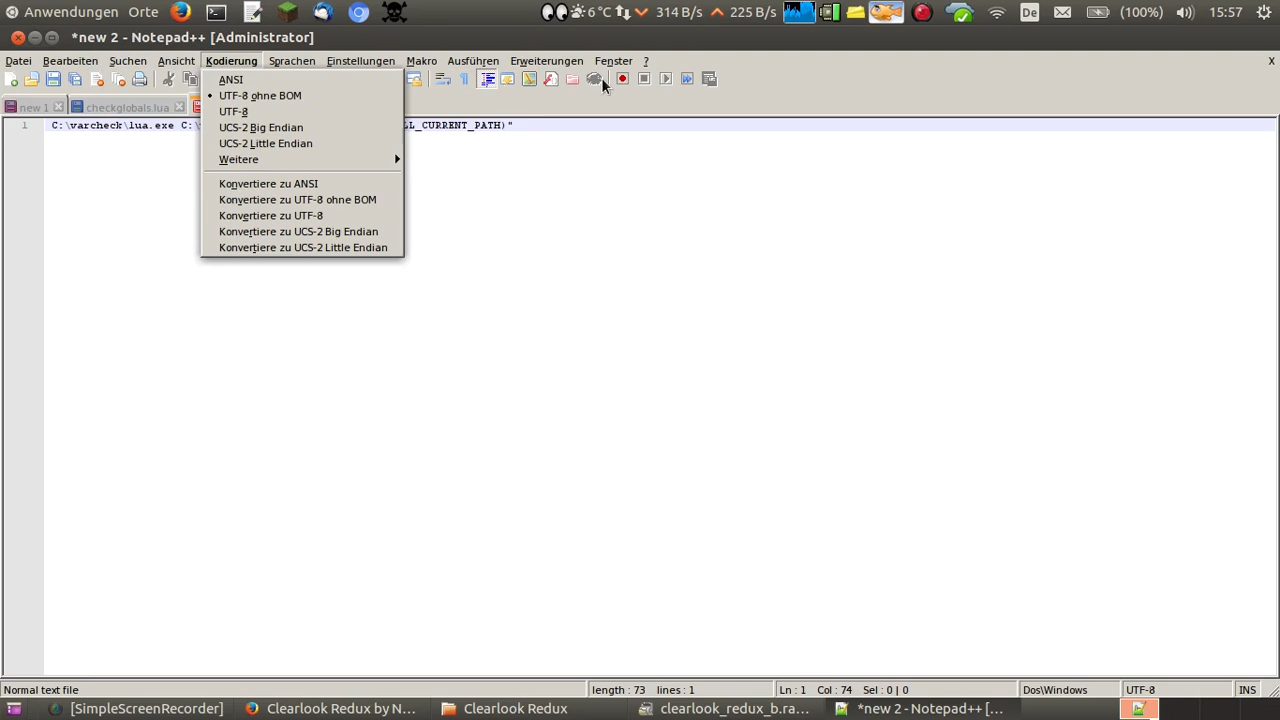 Anwendungen Orte 6°C 314 B/s 225 B/s De (100%) 15:57
*new 2 - Notepad++ [Administrator]
Datei Bearbeiten Suchen Ansicht Kodierung Sprachen Einstellungen Makro Ausführen Erweiterungen Fenster ? X
new 1 checkglobals.lua
1 C:\varcheck\lua.exe C:\ LL_CURRENT_PATH)"
ANSI
UTF-8 ohne BOM
UTF-8
UCS-2 Big Endian
UCS-2 Little Endian
Weitere
Konvertiere zu ANSI
Konvertiere zu UTF-8 ohne BOM
Konvertiere zu UTF-8
Konvertiere zu UCS-2 Big Endian
Konvertiere zu UCS-2 Little Endian
Normal text file length : 73 lines : 1 Ln : 1 Col : 74 Sel : 0 | 0 Dos\Windows UTF-8 INS
[SimpleScreenRecorder] Clearlook Redux by N... Clearlook Redux clearlook_redux_b.ra... *new 2 - Notepad++ [...